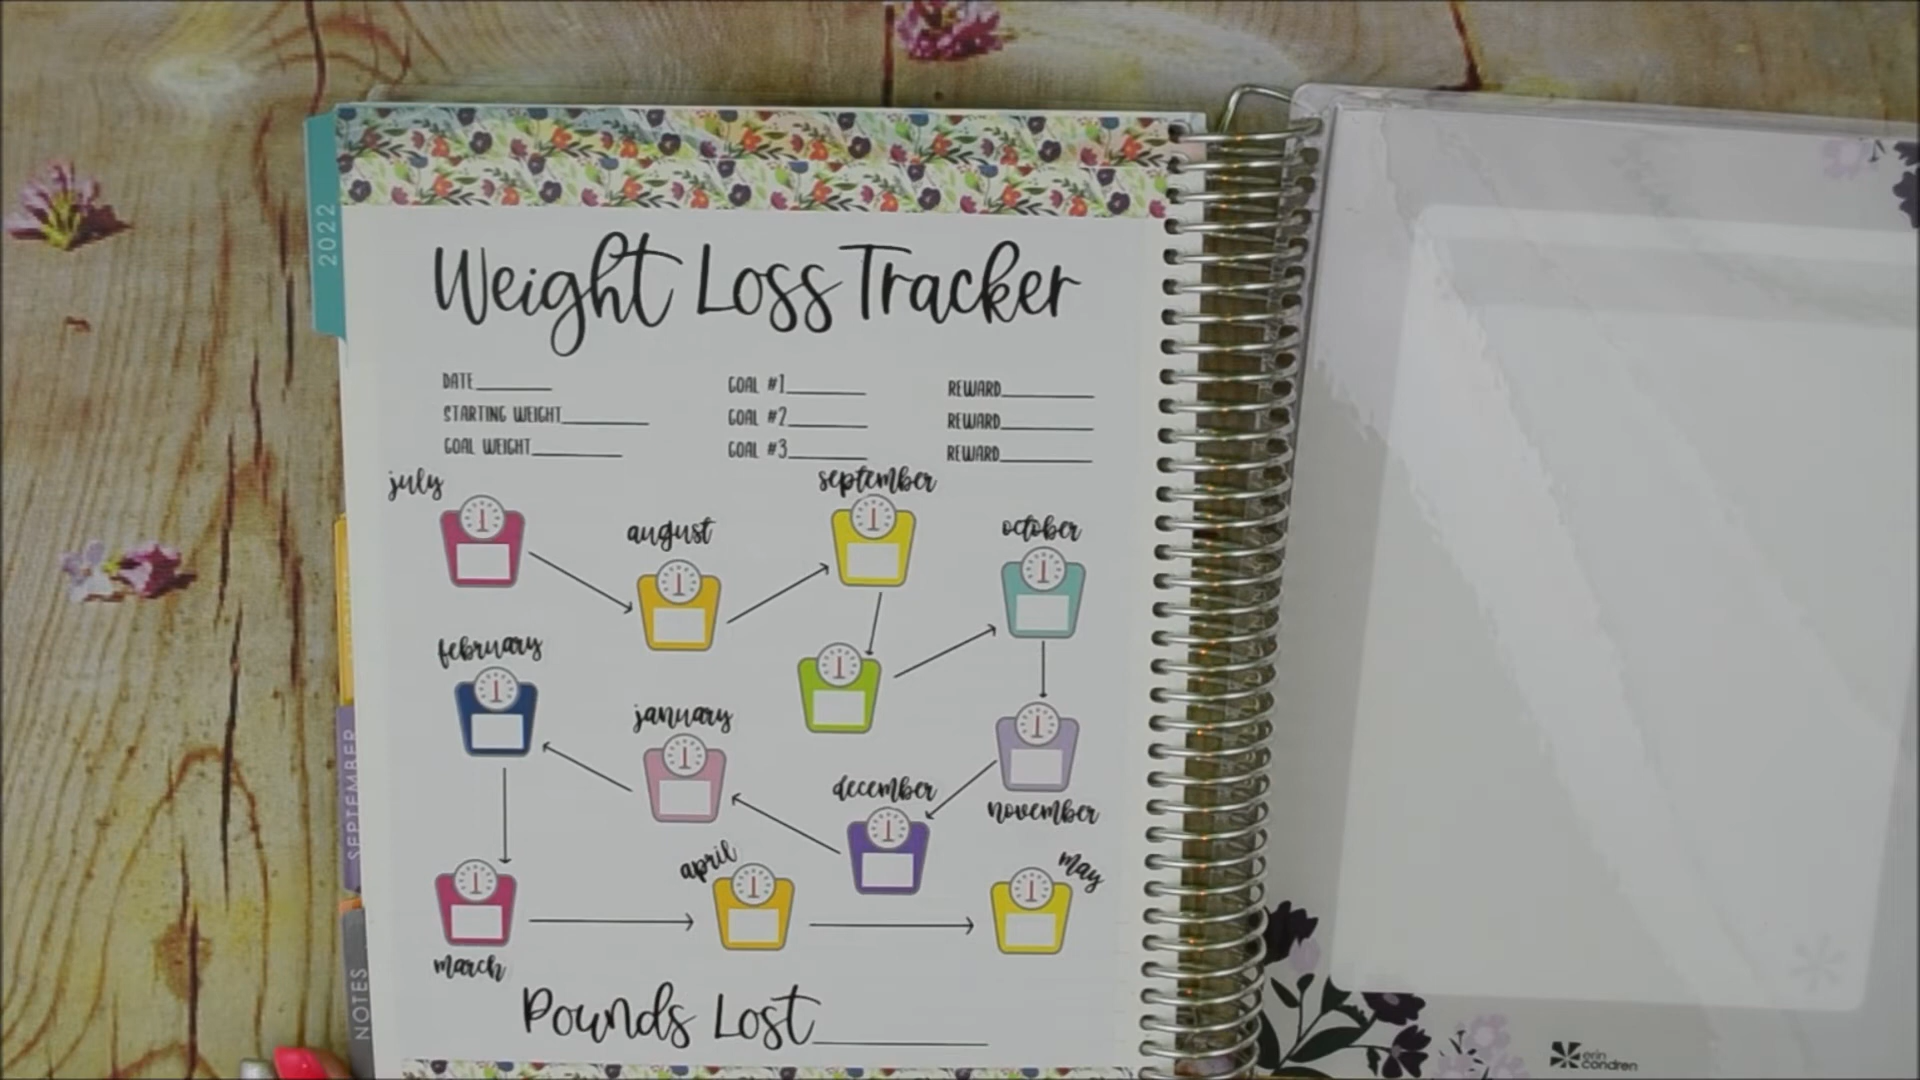 2022
Weight Loss Tracker
DATE
STARTING WEIGHT
GOAL WEIGHT
GOAL #1
GOAL #2
GOAL #3
REWARD
REWARD
REWARD
july
august
september
october
february
january
december
november
march
april
may
Pounds Lost
SEPTEMBER
NOTES
erin
condren